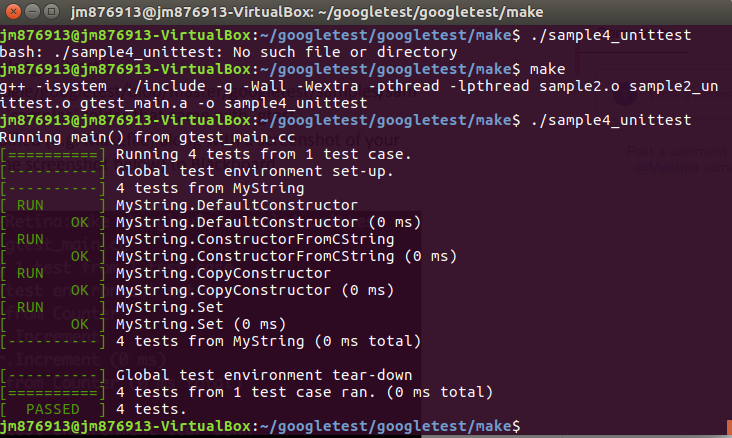 jm876913@jm876913-VirtualBox: ~/googletest/googletest/make
jm876913@jm876913-VirtualBox:~/googletest/googletest/make$ ./sample4_unittest
bash: ./sample4_unittest: No such file or directory
jm876913@jm876913-VirtualBox:~/googletest/googletest/make$ make
g++ -isystem ../include -g -Wall -Wextra -pthread -lpthread sample2.o sample2_un
ittest.o gtest_main.a -o sample4_unittest
jm876913@jm876913-VirtualBox:~/googletest/googletest/make$ ./sample4_unittest
Running main() from gtest_main.cc
[==========] Running 4 tests from 1 test case.
[----------] Global test environment set-up.
[----------] 4 tests from MyString
[ RUN      ] MyString.DefaultConstructor
[       OK ] MyString.DefaultConstructor (0 ms)
[ RUN      ] MyString.ConstructorFromCString
[       OK ] MyString.ConstructorFromCString (0 ms)
[ RUN      ] MyString.CopyConstructor
[       OK ] MyString.CopyConstructor (0 ms)
[ RUN      ] MyString.Set
[       OK ] MyString.Set (0 ms)
[----------] 4 tests from MyString (0 ms total)
[----------] Global test environment tear-down
[==========] 4 tests from 1 test case ran. (0 ms total)
[  PASSED  ] 4 tests.
jm876913@jm876913-VirtualBox:~/googletest/googletest/make$